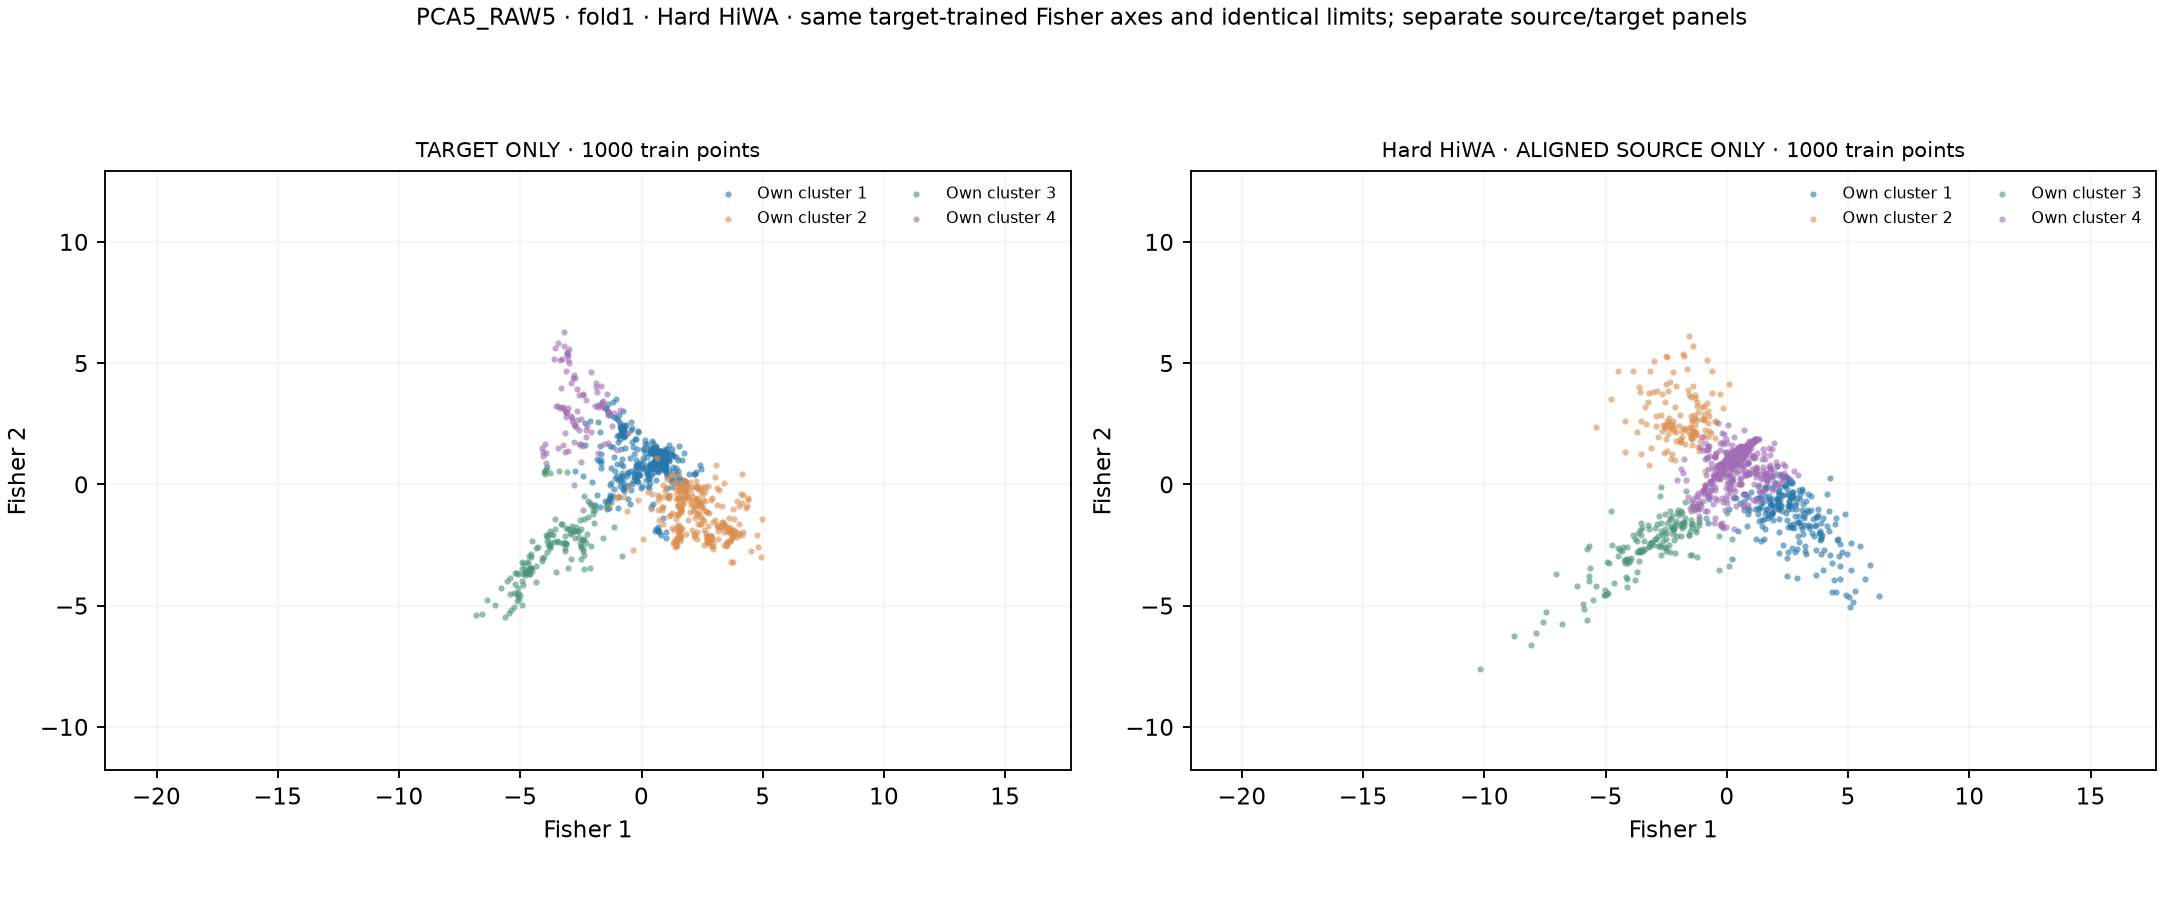 PCA5_RAW5 · fold1 · Hard HiWA · same target-trained Fisher axes and identical limits; separate source/target panels
TARGET ONLY · 1000 train points
Own cluster 1
Own cluster 3
Own cluster 2
Own cluster 4
10
5
0
−5
−10
Fisher 2
−20
−15
−10
−5
0
5
10
15
Fisher 1
Hard HiWA · ALIGNED SOURCE ONLY · 1000 train points
Own cluster 1
Own cluster 3
Own cluster 2
Own cluster 4
10
5
0
−5
−10
Fisher 2
−20
−15
−10
−5
0
5
10
15
Fisher 1